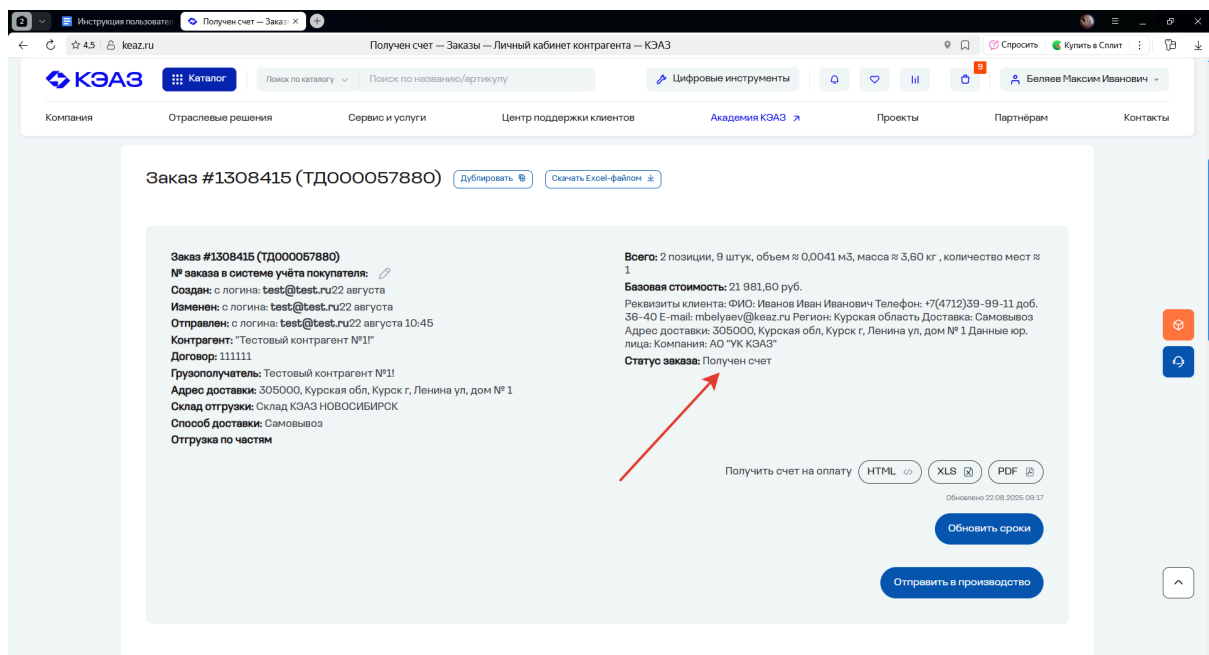 2
Инструкция пользовател
Получен счет — Заказ
4,5
keaz.ru
Получен счет — Заказы — Личный кабинет контрагента — КЭАЗ
Спросить
Купить в Сплит
КЭАЗ
Каталог
Поиск по каталогу
Поиск по названию/артикулу
Цифровые инструменты
9
Беляев Максим Иванович
Компания
Отраслевые решения
Сервис и услуги
Центр поддержки клиентов
Академия КЭАЗ
Проекты
Партнёрам
Контакты
Заказ #1308415 (ТД000057880)
Дублировать
Скачать Excel-файлом
Заказ #1308415 (ТД000057880)
№ заказа в системе учёта покупателя:
Создан: с логина: test@test.ru22 августа
Изменен: с логина: test@test.ru22 августа
Отправлен: с логина: test@test.ru22 августа 10:45
Контрагент: "Тестовый контрагент №1!"
Договор: 111111
Грузополучатель: Тестовый контрагент №1!
Адрес доставки: 305000, Курская обл, Курск г, Ленина ул, дом № 1
Склад отгрузки: Склад КЭАЗ НОВОСИБИРСК
Способ доставки: Самовывоз
Отгрузка по частям
Всего: 2 позиции, 9 штук, объем ≈ 0,0041 м3, масса ≈ 3,60 кг , количество мест ≈
1
Базовая стоимость: 21 981,60 руб.
Реквизиты клиента: ФИО: Иванов Иван Иванович Телефон: +7(4712)39-99-11 доб.
36-40 E-mail: mbelyaev@keaz.ru Регион: Курская область Доставка: Самовывоз
Адрес доставки: 305000, Курская обл, Курск г, Ленина ул, дом № 1 Данные юр.
лица: Компания: АО "УК КЭАЗ"
Статус заказа: Получен счет
Получить счет на оплату
HTML
XLS
PDF
Обновлено 22.08.2025 09:17
Обновить сроки
Отправить в производство